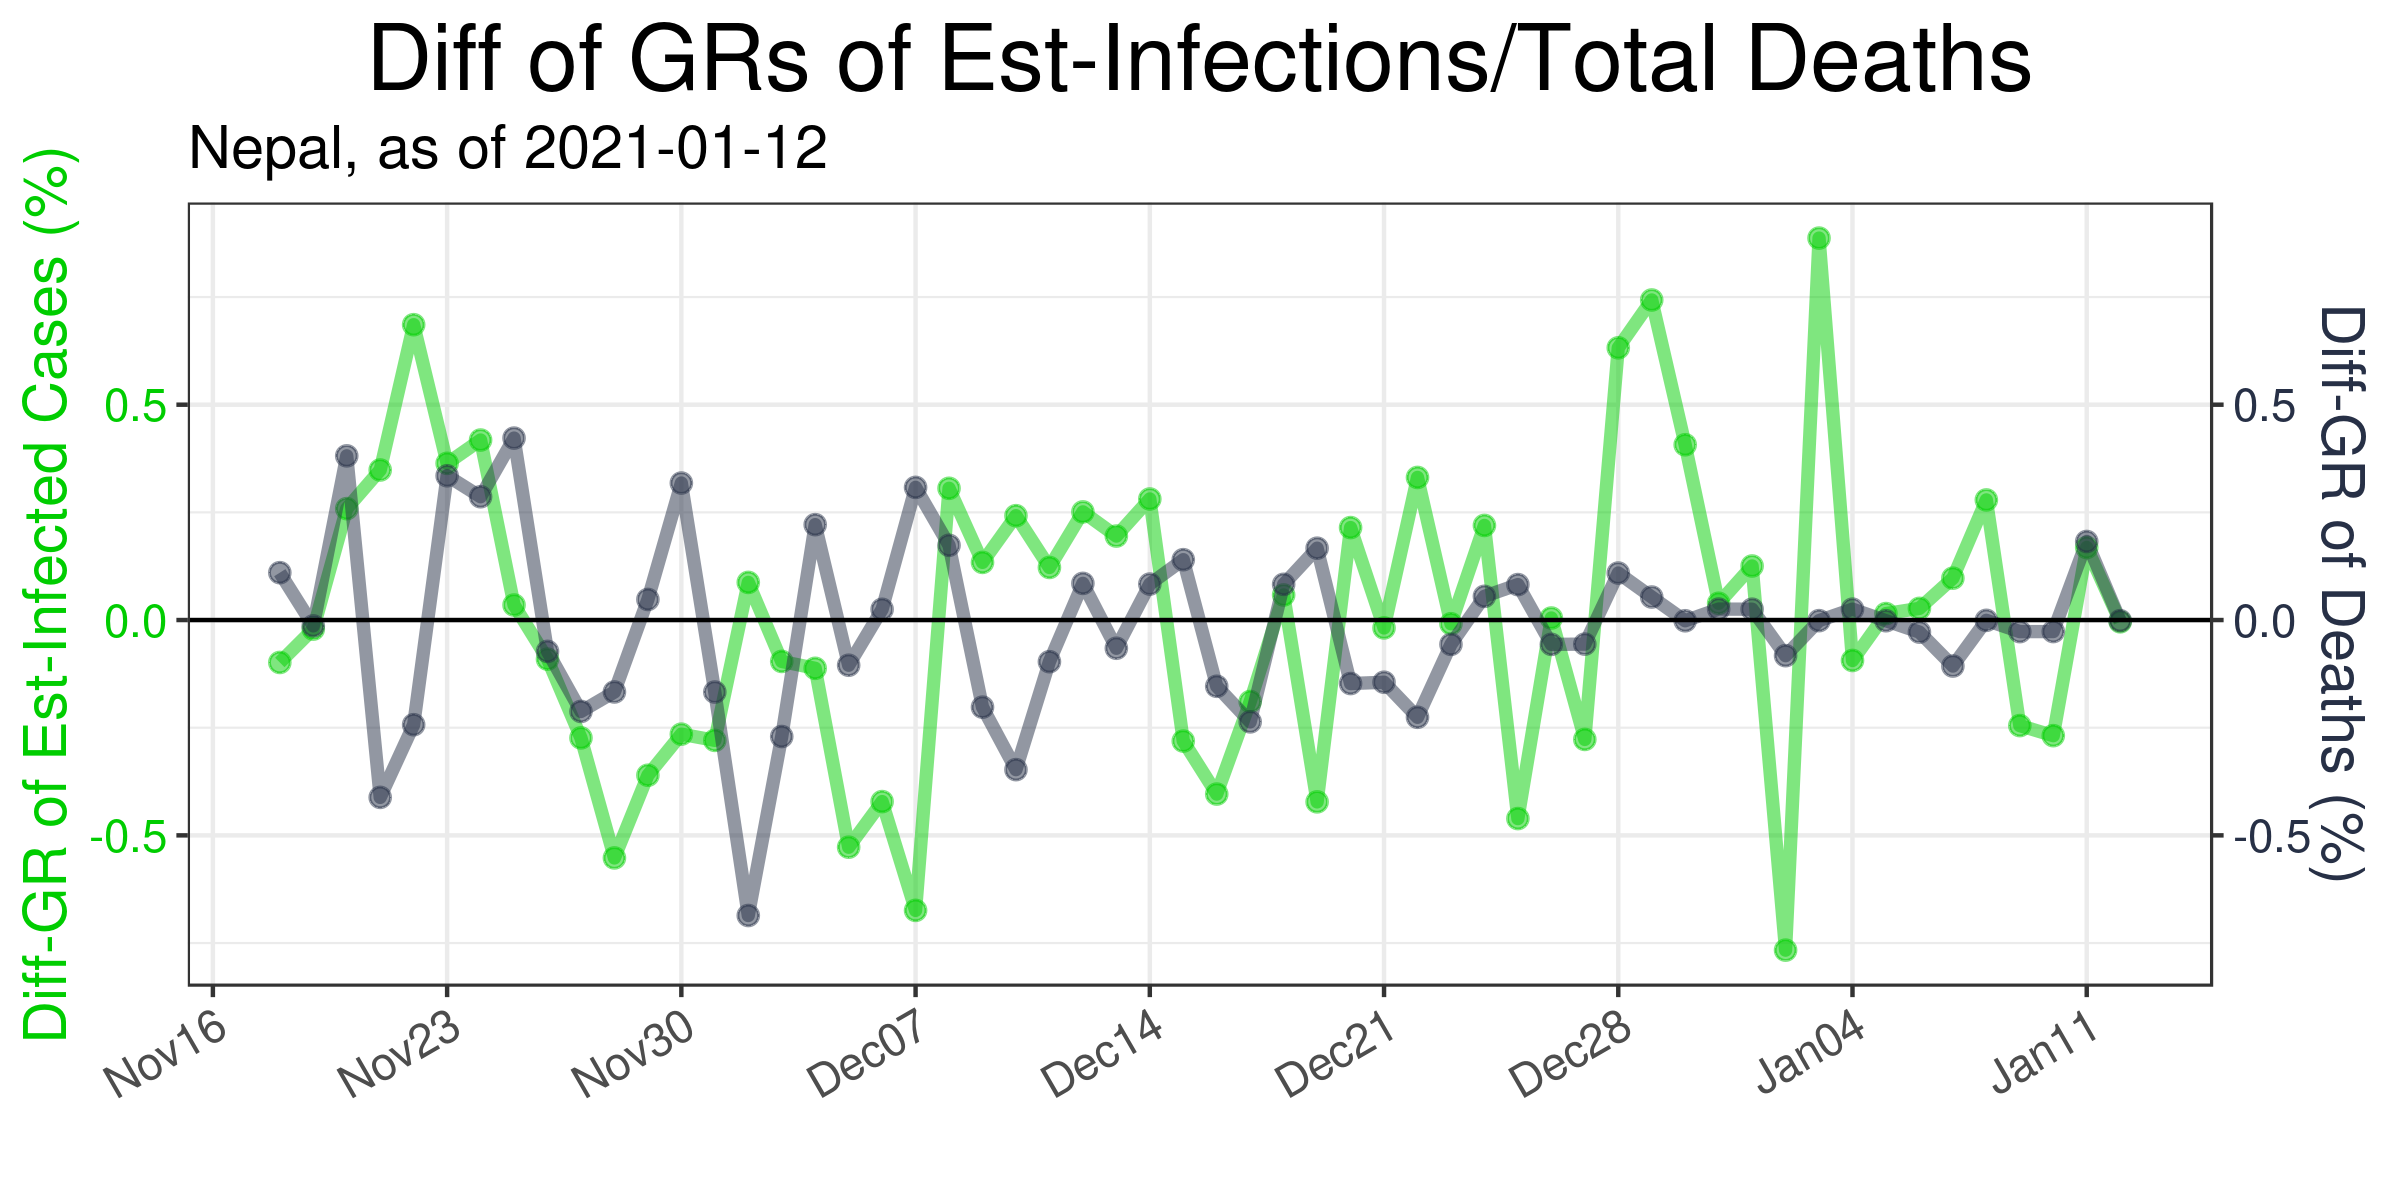 Diff of GRs of Est-Infections/Total Deaths
Nepal, as of 2021-01-12
Diff-GR of Est-Infected Cases (%)
0.5
0.0
-0.5
0.5
0.0
-0.5
Diff-GR of Deaths (%)
Nov16
Nov23
Nov30
Dec07
Dec14
Dec21
Dec28
Jan04
Jan11